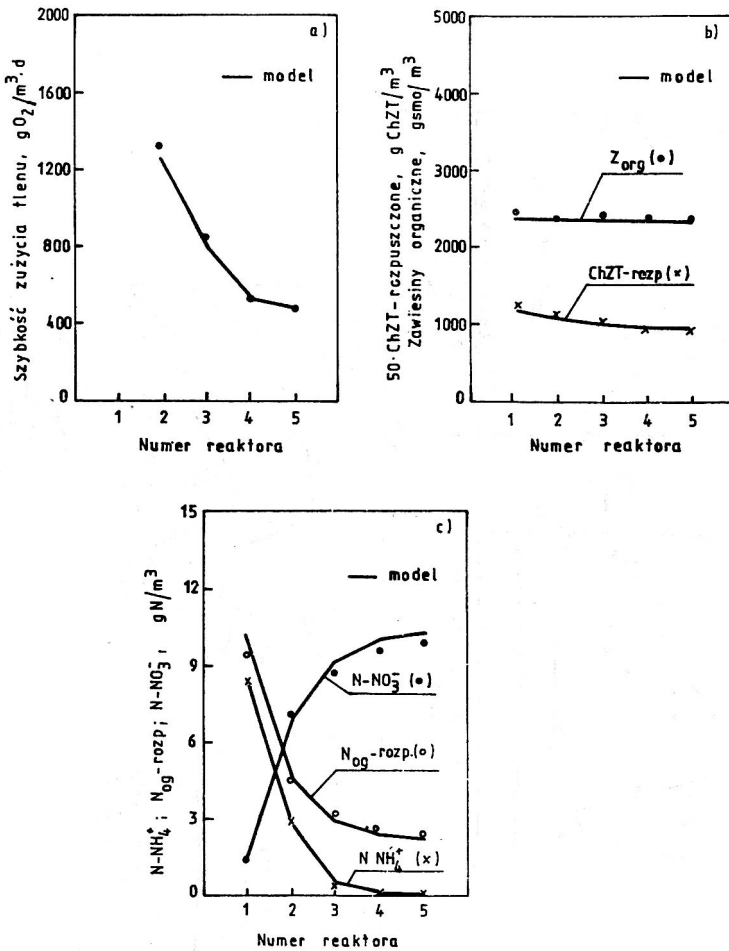 a)
model
Szybkość zużycia tlenu, gO₂/m³·d
2000
1600
1200
800
400
0
1 2 3 4 5
Numer reaktora
b)
model
50·ChZT-rozpuszczone, g ChZT/m³
Zawiesiny organiczne, gsmo/m³
5000
4000
3000
2000
1000
0
Zorg (•)
ChZT-rozp (×)
1 2 3 4 5
Numer reaktora
c)
model
N-NH₄⁺; Nog-rozp; N-NO₃⁻, gN/m³
15
12
9
6
3
0
N-NO₃⁻ (•)
Nog-rozp.(o)
N NH₄⁺ (×)
1 2 3 4 5
Numer reaktora